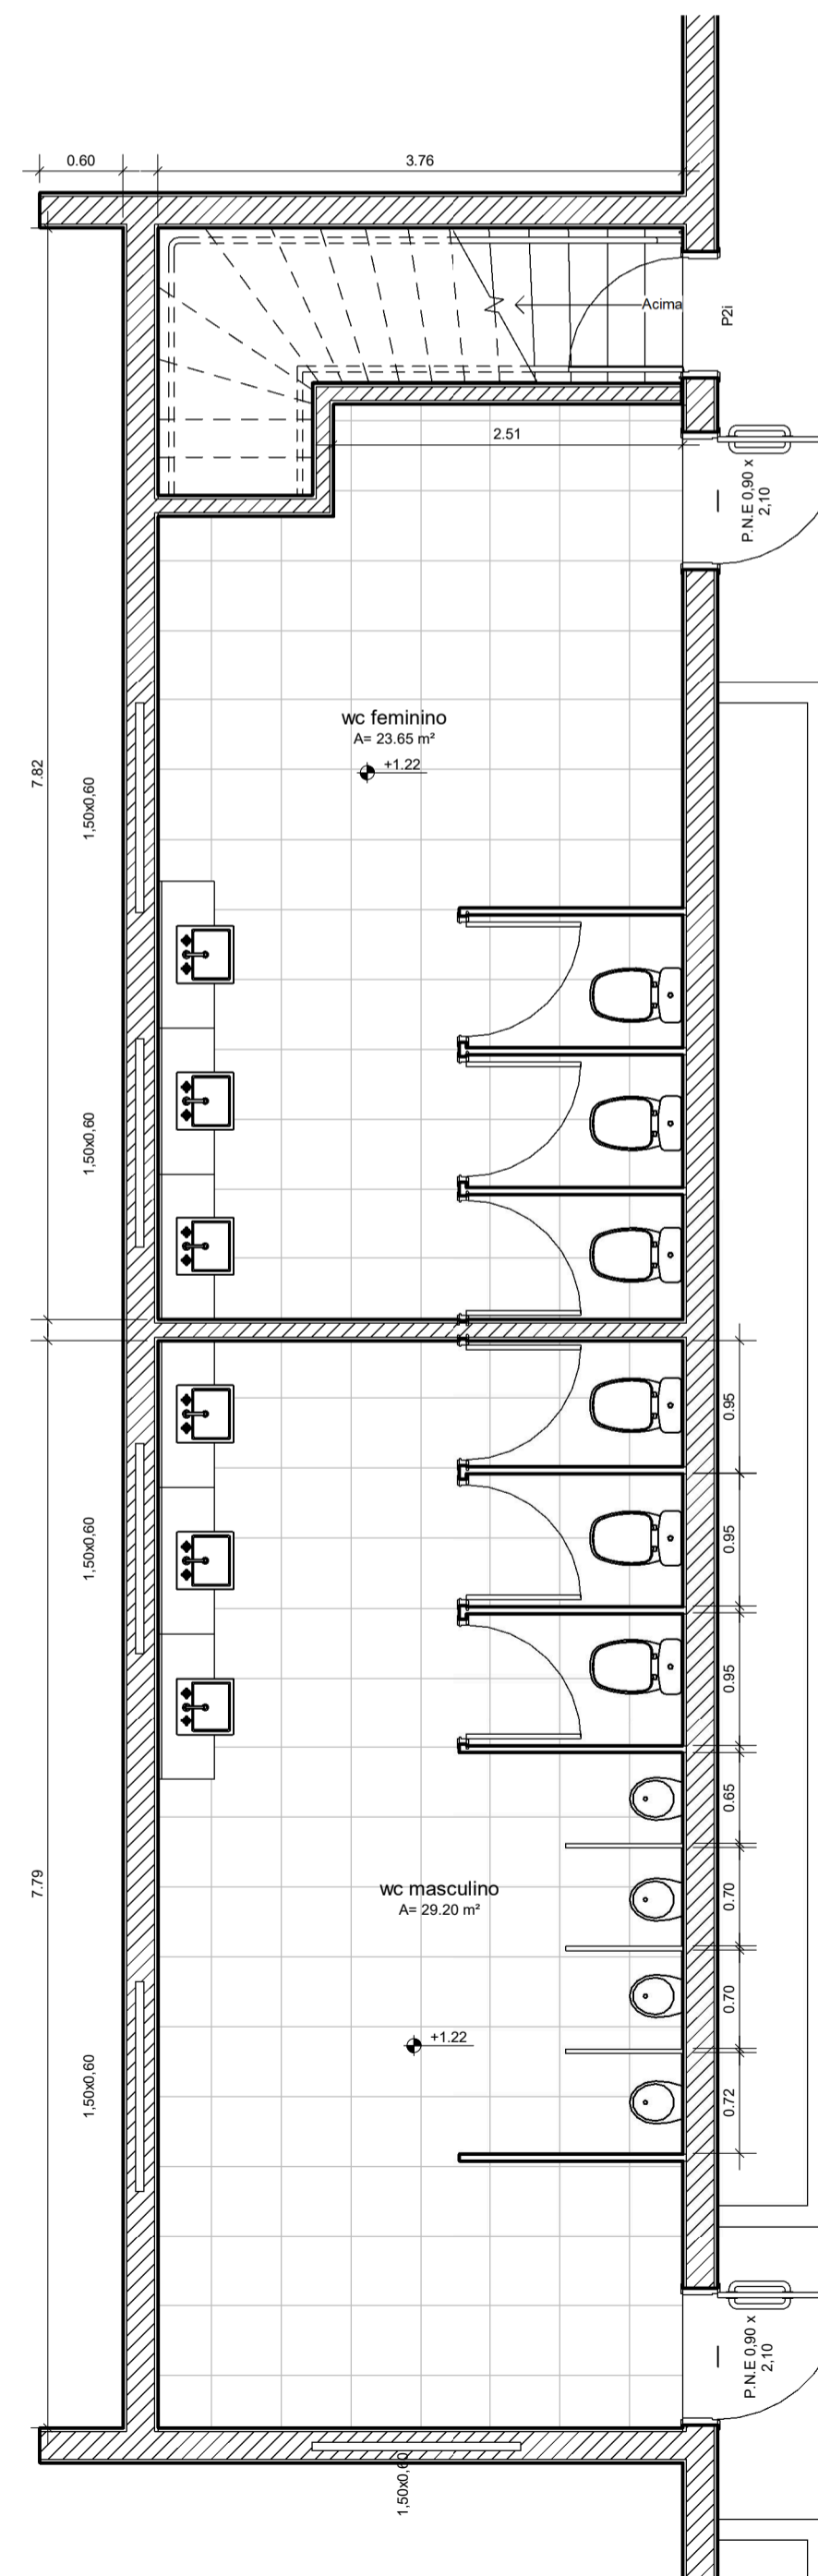 0.60
3.76
Acima
P2i
2.51
P.N.E 0,90 x
2,10
wc feminino
A= 23.65 m²
+1.22
7.82
1,50x0,60
1,50x0,60
0.95
1,50x0,60
0.95
0.95
0.65
7.79
wc masculino
A= 29.20 m²
0.70
0.70
+1.22
1,50x0,60
0.72
P.N.E 0,90 x
2,10
1,50x0,60